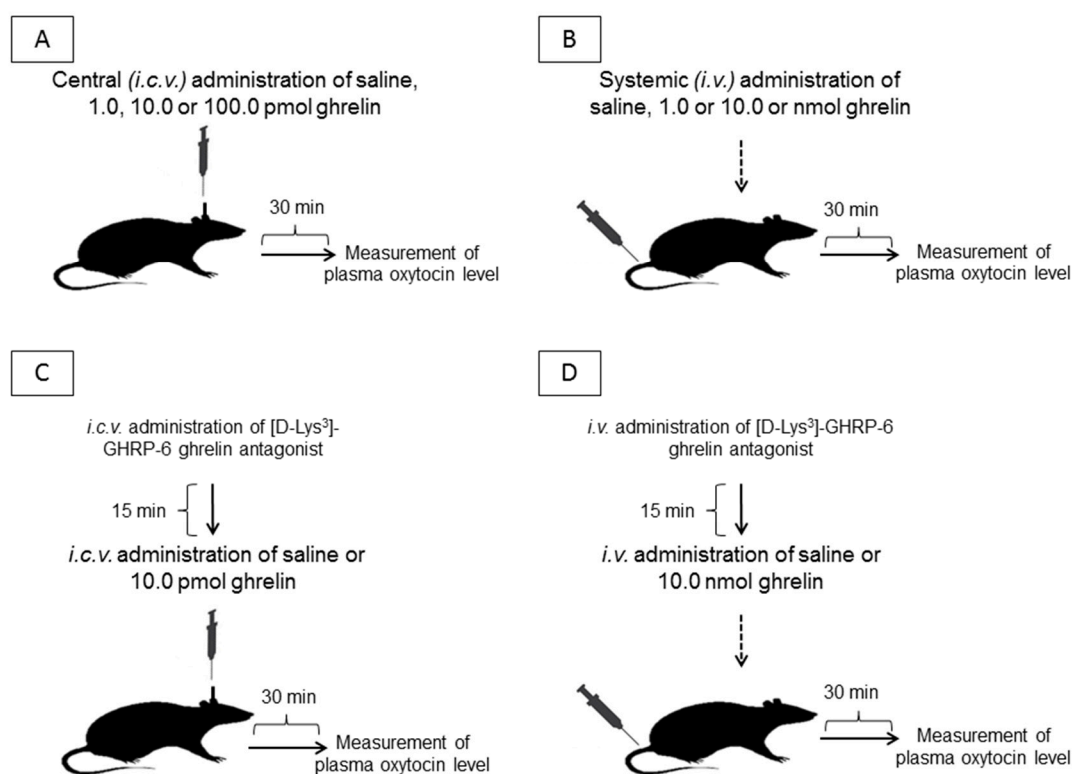 A
Central (i.c.v.) administration of saline,
1.0, 10.0 or 100.0 pmol ghrelin
30 min
Measurement of
plasma oxytocin level
B
Systemic (i.v.) administration of
saline, 1.0 or 10.0 or nmol ghrelin
30 min
Measurement of
plasma oxytocin level
C
i.c.v. administration of [D-Lys³]-
GHRP-6 ghrelin antagonist
15 min
i.c.v. administration of saline or
10.0 pmol ghrelin
30 min
Measurement of
plasma oxytocin level
D
i.v. administration of [D-Lys³]-GHRP-6
ghrelin antagonist
15 min
i.v. administration of saline or
10.0 nmol ghrelin
30 min
Measurement of
plasma oxytocin level